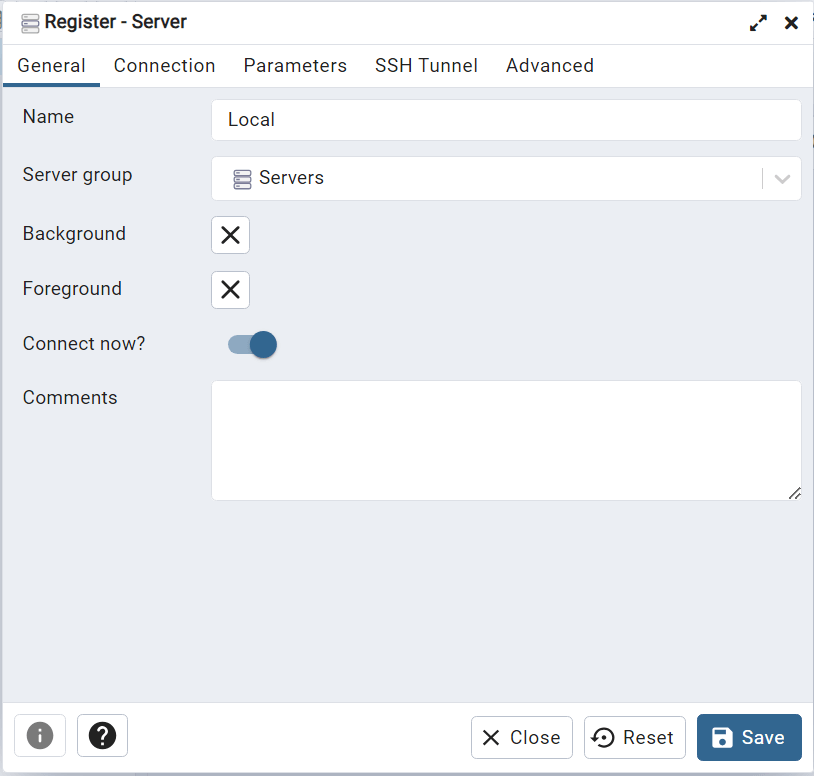 Register - Server
General Connection Parameters SSH Tunnel Advanced
Name Local
Server group Servers
Background
Foreground
Connect now?
Comments
Close Reset Save